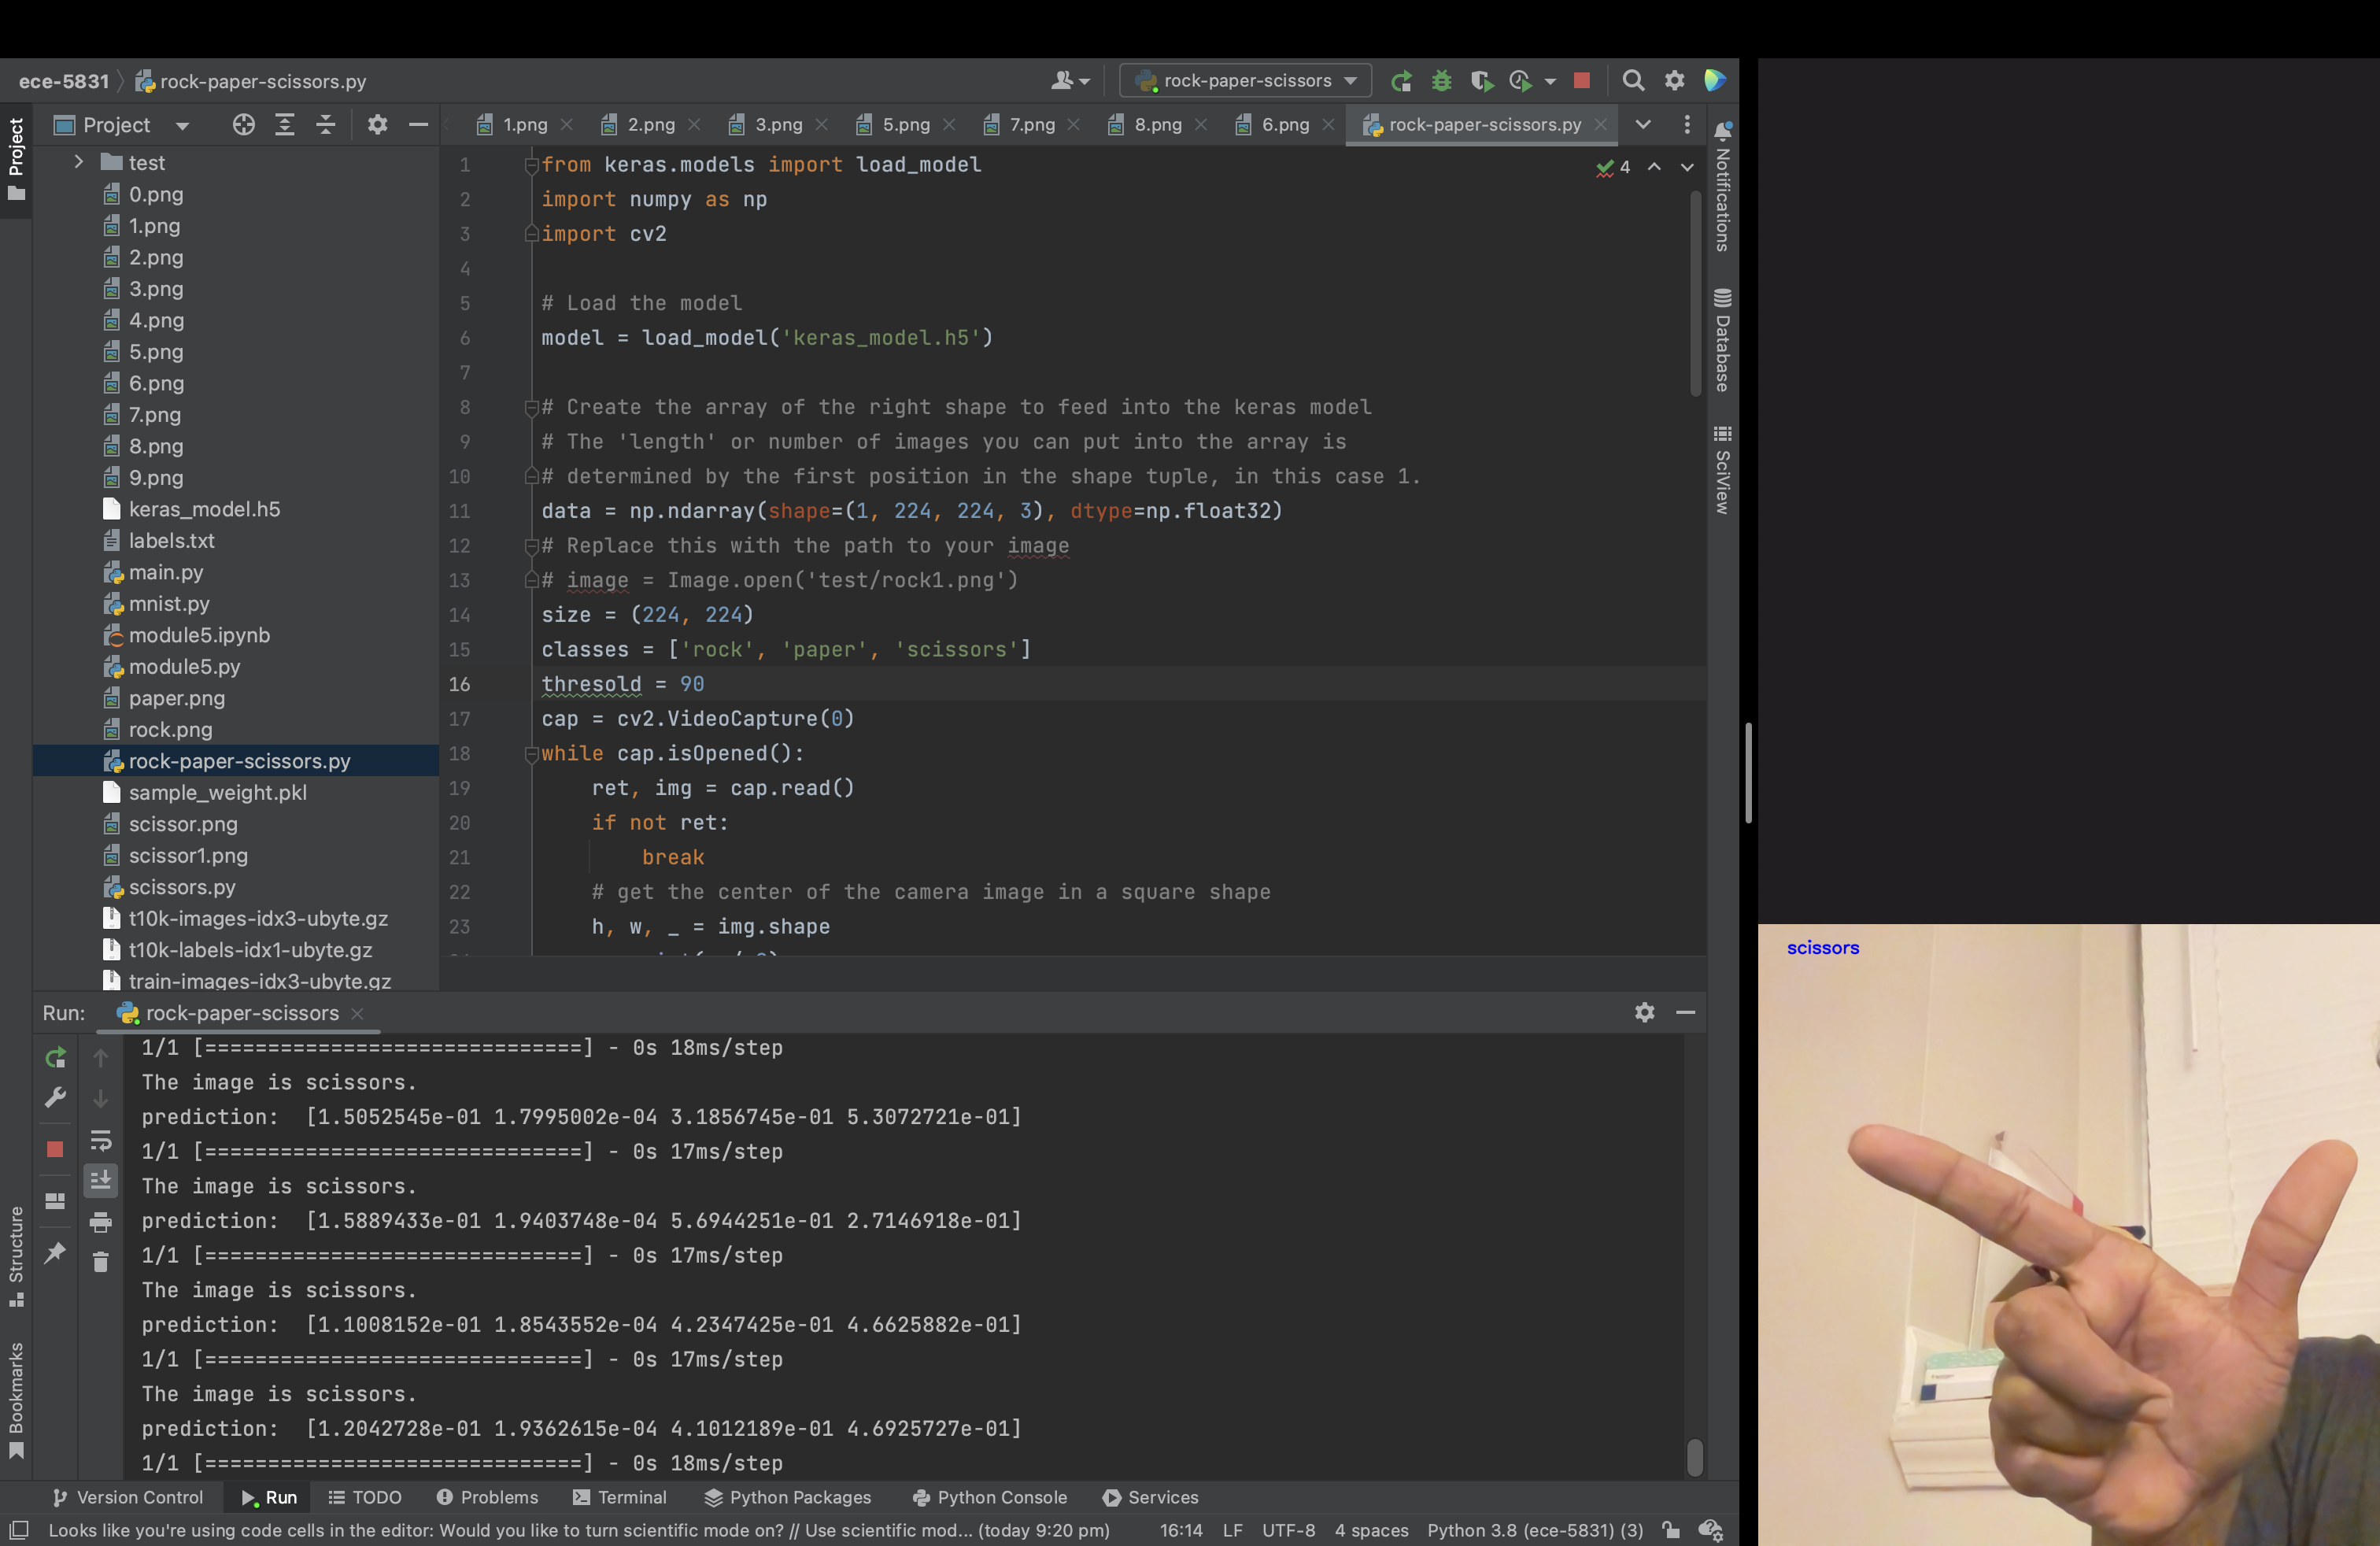 ece-5831 rock-paper-scissors.py
rock-paper-scissors
Project
1.png
2.png
3.png
5.png
7.png
8.png
6.png
rock-paper-scissors.py
Project
Structure
Bookmarks
test
0.png
1.png
2.png
3.png
4.png
5.png
6.png
7.png
8.png
9.png
keras_model.h5
labels.txt
main.py
mnist.py
module5.ipynb
module5.py
paper.png
rock.png
rock-paper-scissors.py
sample_weight.pkl
scissor.png
scissor1.png
scissors.py
t10k-images-idx3-ubyte.gz
t10k-labels-idx1-ubyte.gz
train-images-idx3-ubyte.gz
4
1 from keras.models import load_model
2 import numpy as np
3 import cv2
4
5 # Load the model
6 model = load_model('keras_model.h5')
7
8 # Create the array of the right shape to feed into the keras model
9 # The 'length' or number of images you can put into the array is
10 # determined by the first position in the shape tuple, in this case 1.
11 data = np.ndarray(shape=(1, 224, 224, 3), dtype=np.float32)
12 # Replace this with the path to your image
13 # image = Image.open('test/rock1.png')
14 size = (224, 224)
15 classes = ['rock', 'paper', 'scissors']
16 thresold = 90
17 cap = cv2.VideoCapture(0)
18 while cap.isOpened():
19 ret, img = cap.read()
20 if not ret:
21 break
22 # get the center of the camera image in a square shape
23 h, w, _ = img.shape
Notifications
Database
SciView
Run: rock-paper-scissors
1/1 [==============================] - 0s 18ms/step
The image is scissors.
prediction:  [1.5052545e-01 1.7995002e-04 3.1856745e-01 5.3072721e-01]
1/1 [==============================] - 0s 17ms/step
The image is scissors.
prediction:  [1.5889433e-01 1.9403748e-04 5.6944251e-01 2.7146918e-01]
1/1 [==============================] - 0s 17ms/step
The image is scissors.
prediction:  [1.1008152e-01 1.8543552e-04 4.2347425e-01 4.6625882e-01]
1/1 [==============================] - 0s 17ms/step
The image is scissors.
prediction:  [1.2042728e-01 1.9362615e-04 4.1012189e-01 4.6925727e-01]
1/1 [==============================] - 0s 18ms/step
Version Control
Run
TODO
Problems
Terminal
Python Packages
Python Console
Services
Looks like you're using code cells in the editor: Would you like to turn scientific mode on? // Use scientific mod... (today 9:20 pm)
16:14 LF UTF-8 4 spaces Python 3.8 (ece-5831) (3)
scissors